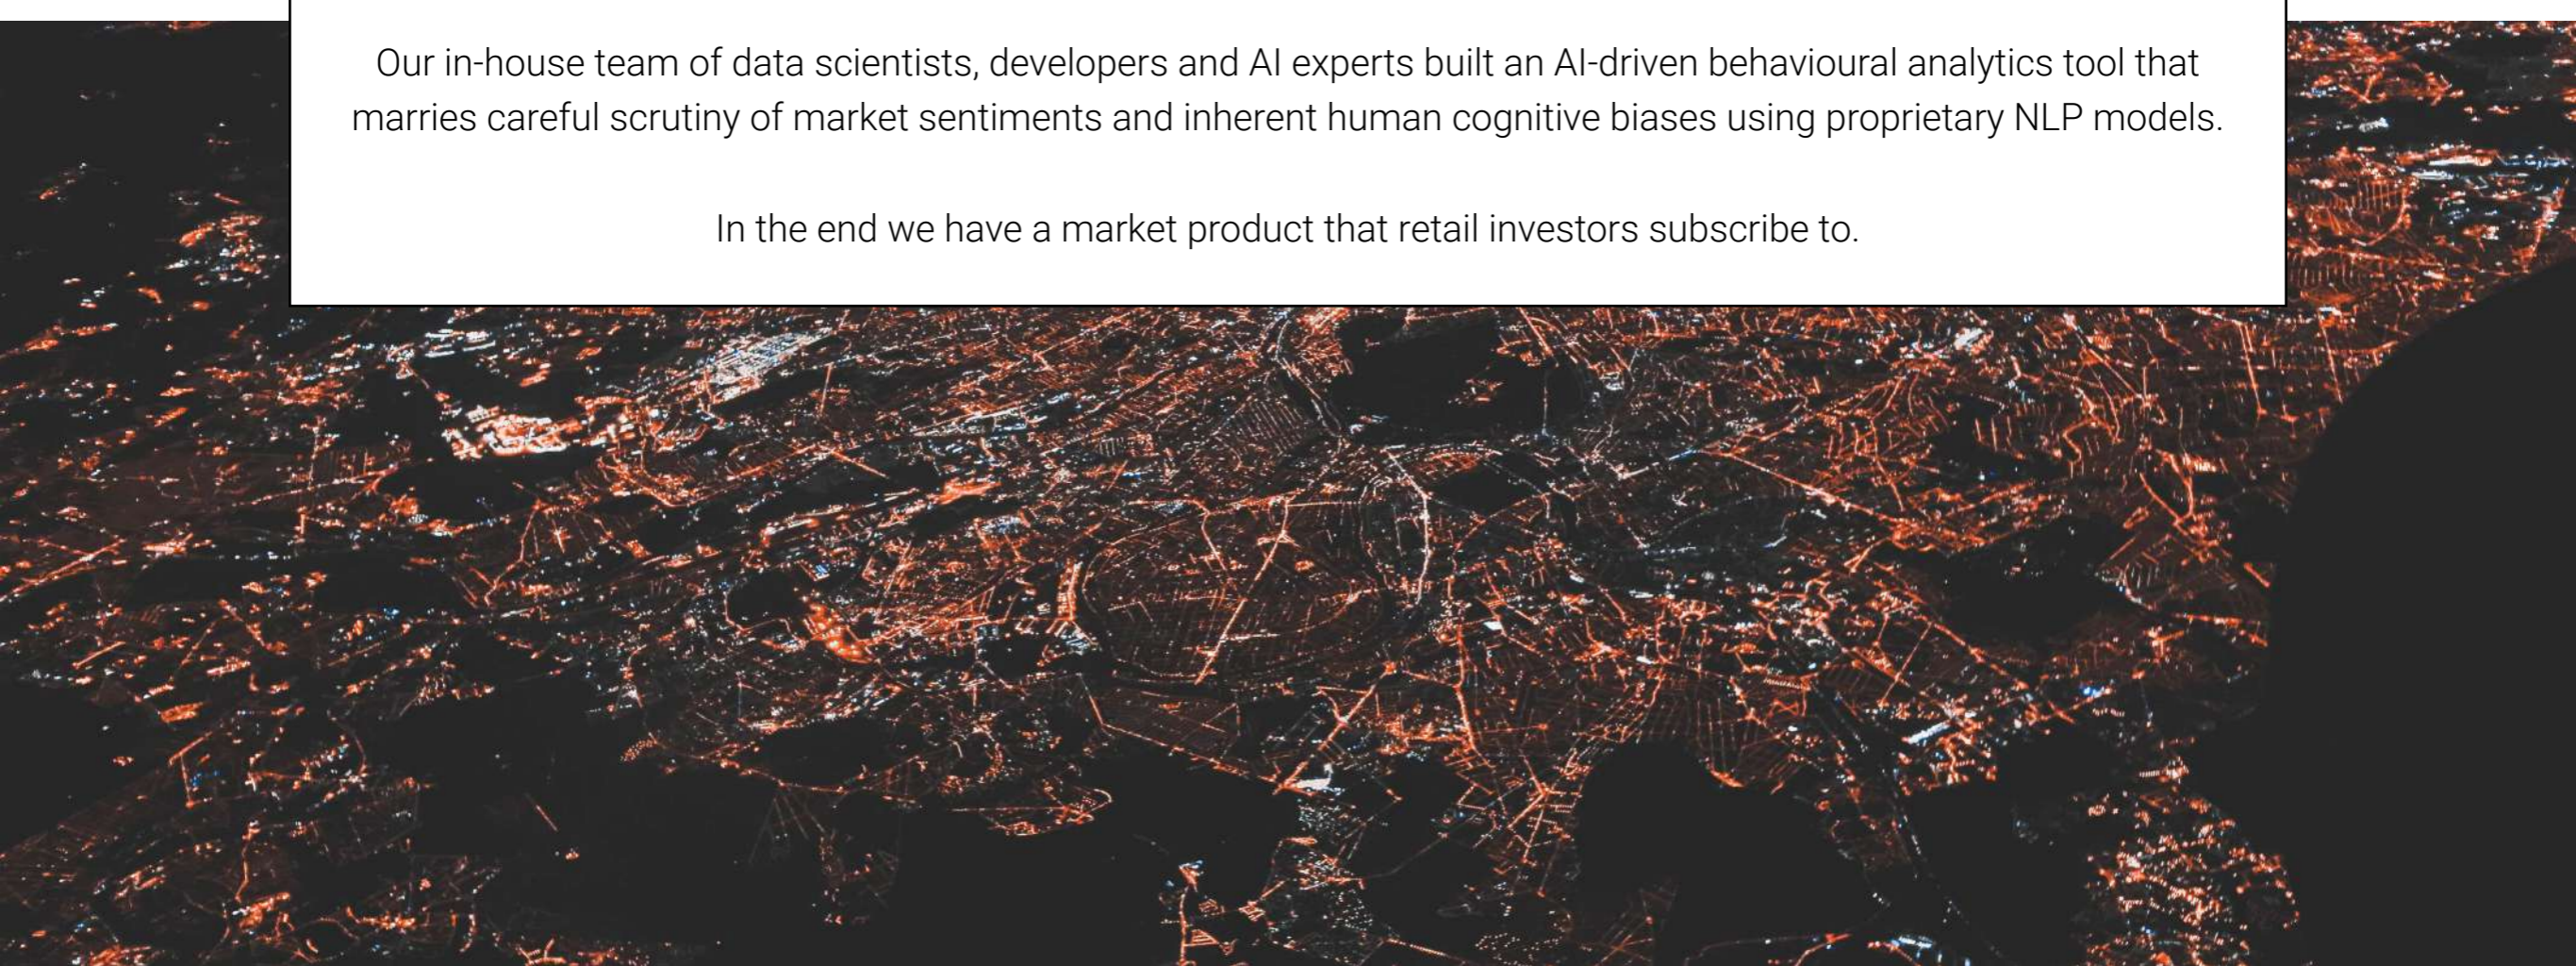 Our in-house team of data scientists, developers and AI experts built an AI-driven behavioural analytics tool that
marries careful scrutiny of market sentiments and inherent human cognitive biases using proprietary NLP models.
In the end we have a market product that retail investors subscribe to.